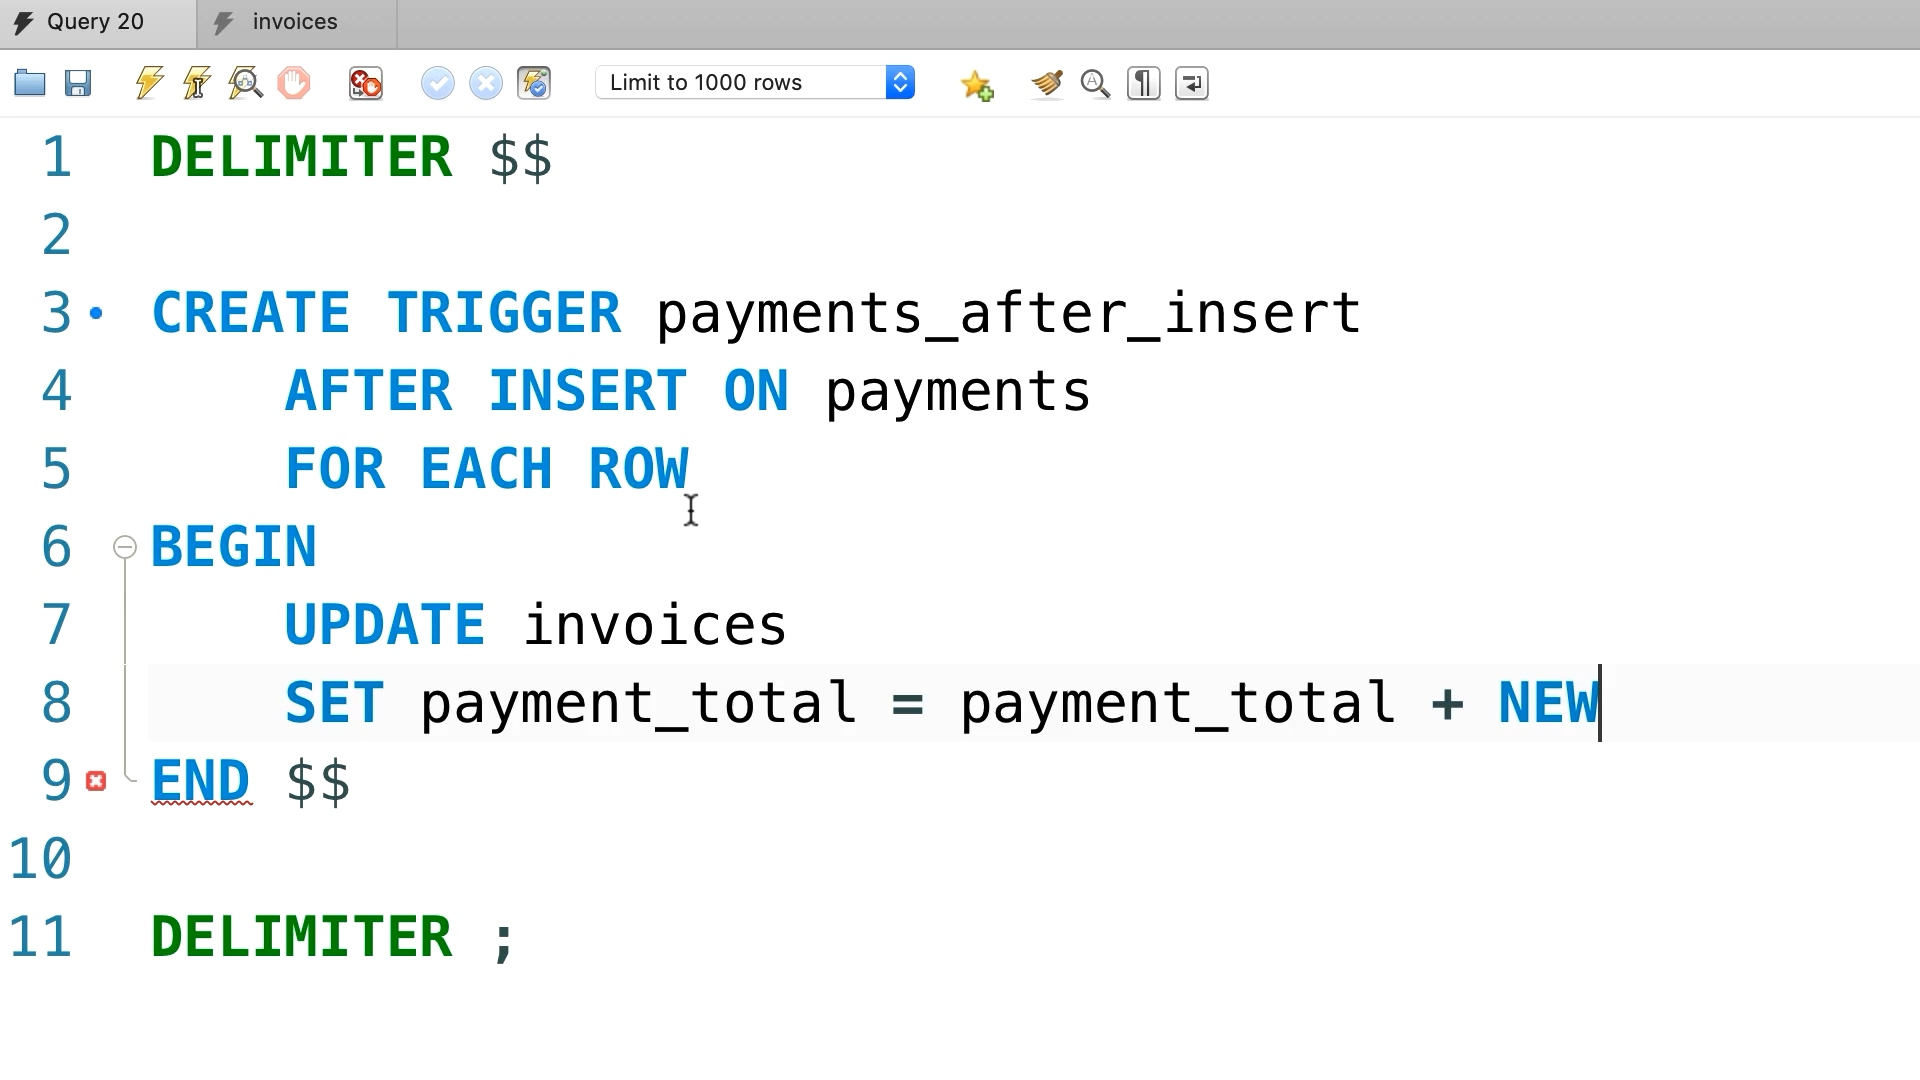 Query 20
invoices
Limit to 1000 rows
1 DELIMITER $$
2
3 CREATE TRIGGER payments_after_insert
4 AFTER INSERT ON payments
5 FOR EACH ROW
6 BEGIN
7 UPDATE invoices
8 SET payment_total = payment_total + NEW
9 END $$
10
11 DELIMITER ;